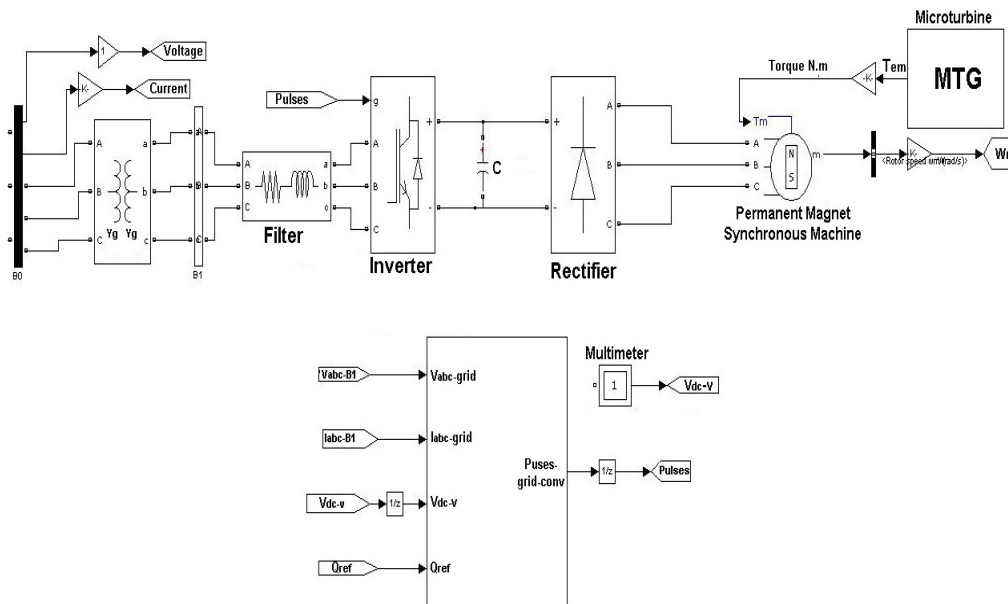 Microturbine
MTG
Tem
Torque N.m
-K-
1
Voltage
K-
Current
Pulses
g
A
B
C
a
b
c
Yg Yg
B0
B1
A
B
C
a
b
c
Filter
A
B
C
+
-
Inverter
C
+
-
A
B
C
Rectifier
Tm
A
B
C
N
S
m
<Rotor speed wm (rad/s)>
K-
Permanent Magnet
Synchronous Machine
Vabc-B1
Vabc-grid
Iabc-B1
Iabc-grid
Vdc-v
1/z
Vdc-v
Qref
Qref
Puses-
grid-conv
1/z
Pulses
Multimeter
1
Vdc-V